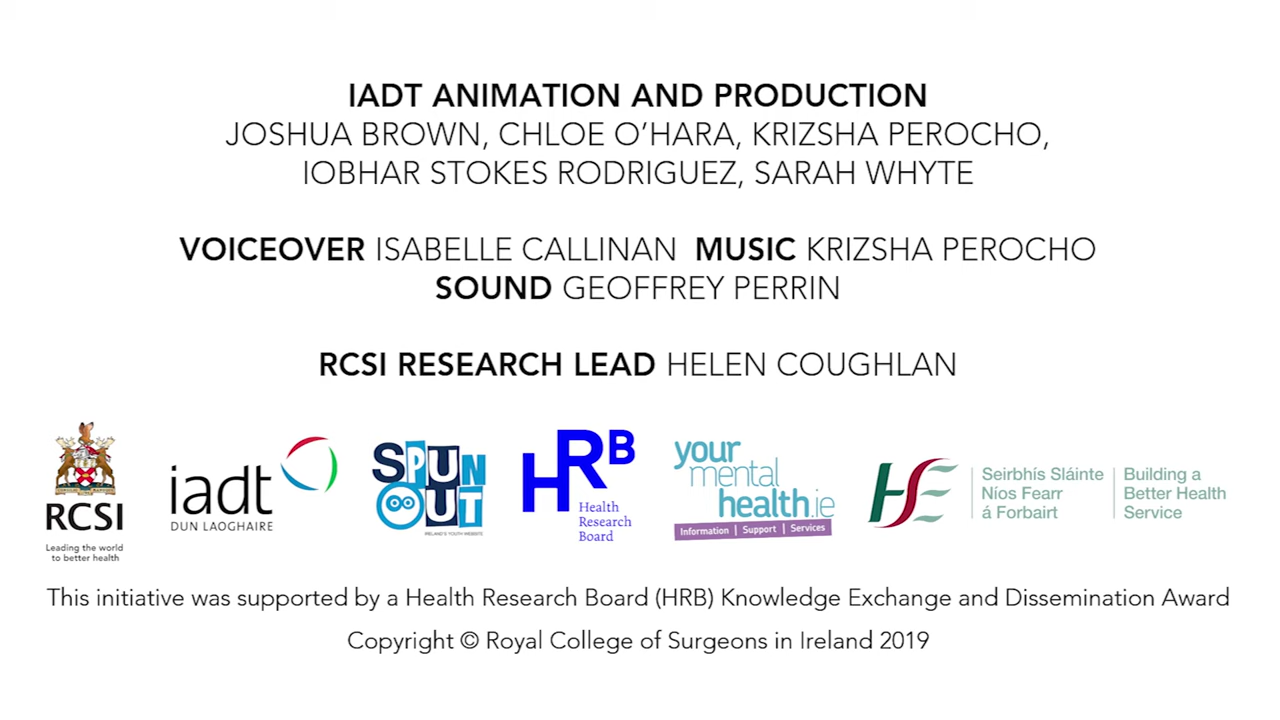 IADT ANIMATION AND PRODUCTION
JOSHUA BROWN, CHLOE O'HARA, KRIZSHA PEROCHO,
IOBHAR STOKES RODRIGUEZ, SARAH WHYTE
VOICEOVER ISABELLE CALLINAN MUSIC KRIZSHA PEROCHO
SOUND GEOFFREY PERRIN
RCSI RESEARCH LEAD HELEN COUGHLAN
RCSI
Leading the world
to better health
iadt
DUN LAOGHAIRE
SPUN
OUT
IRELAND'S YOUTH WEBSITE
HRB
Health
Research
Board
your
mental
health.ie
Information | Support | Services
HSE
Seirbhís Sláinte
Níos Fearr
á Forbairt
Building a
Better Health
Service
This initiative was supported by a Health Research Board (HRB) Knowledge Exchange and Dissemination Award
Copyright © Royal College of Surgeons in Ireland 2019